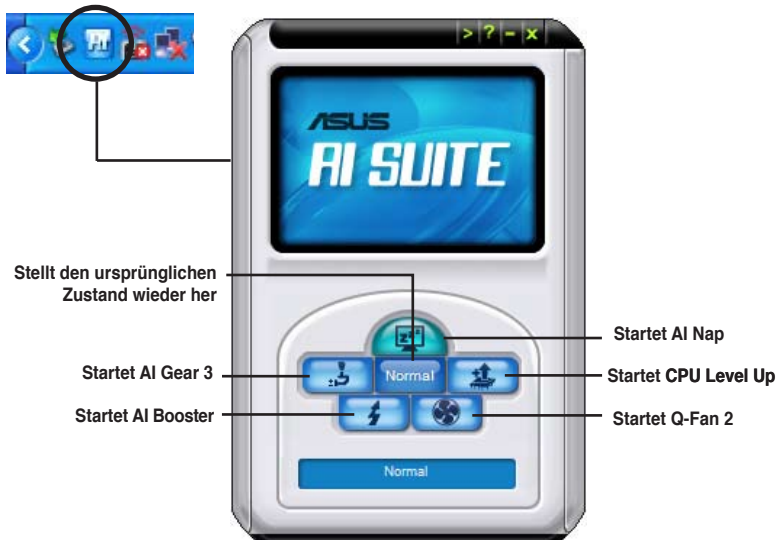 > ? - x
ASUS
AI SUITE
Stellt den ursprünglichen
Zustand wieder her
Startet AI Nap
Startet AI Gear 3
Normal
Startet CPU Level Up
Startet AI Booster
Startet Q-Fan 2
Normal